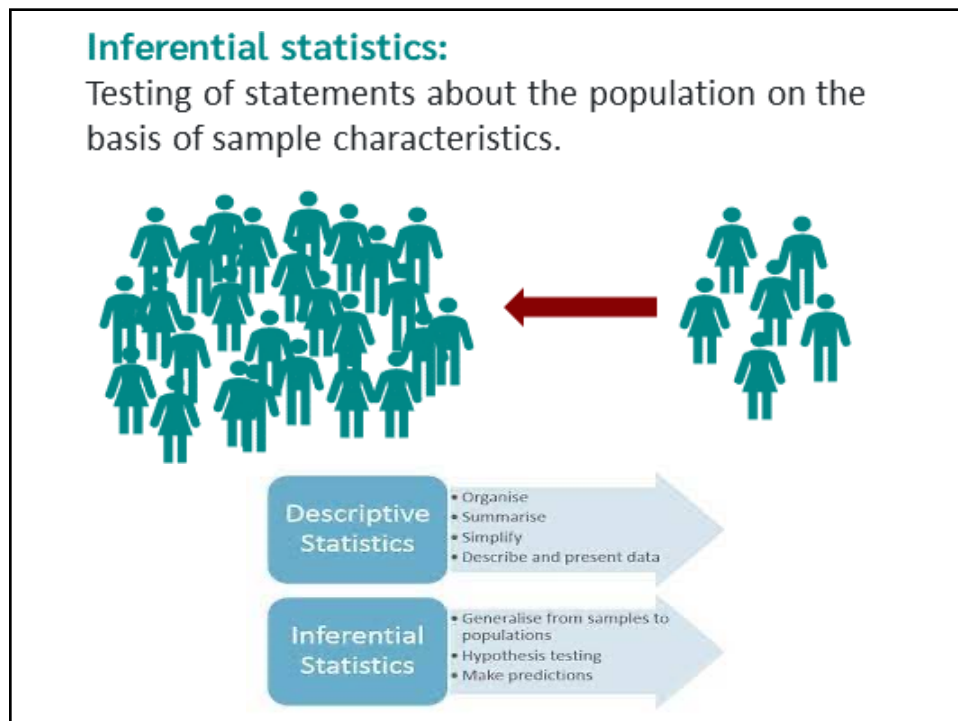 Inferential statistics:
Testing of statements about the population on the
basis of sample characteristics.
Descriptive
Statistics
• Organise
• Summarise
• Simplify
• Describe and present data
Inferential
Statistics
• Generalise from samples to
populations
• Hypothesis testing
• Make predictions